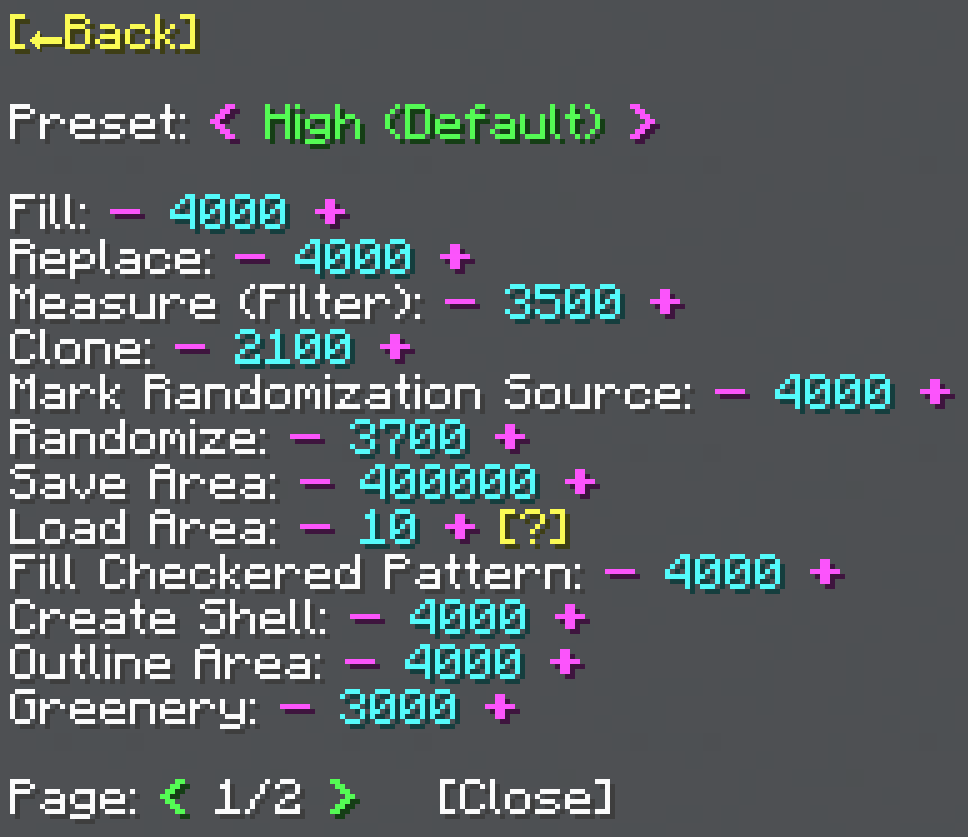 [←Back]
Preset: < High (Default) >
Fill: - 4000 +
Replace: - 4000 +
Measure (Filter): - 3500 +
Clone: - 2100 +
Mark Randomization Source: - 4000 +
Randomize: - 3700 +
Save Area: - 400000 +
Load Area: - 10 + [?]
Fill Checkered Pattern: - 4000 +
Create Shell: - 4000 +
Outline Area: - 4000 +
Greenery: - 3000 +
Page: < 1/2 > [Close]